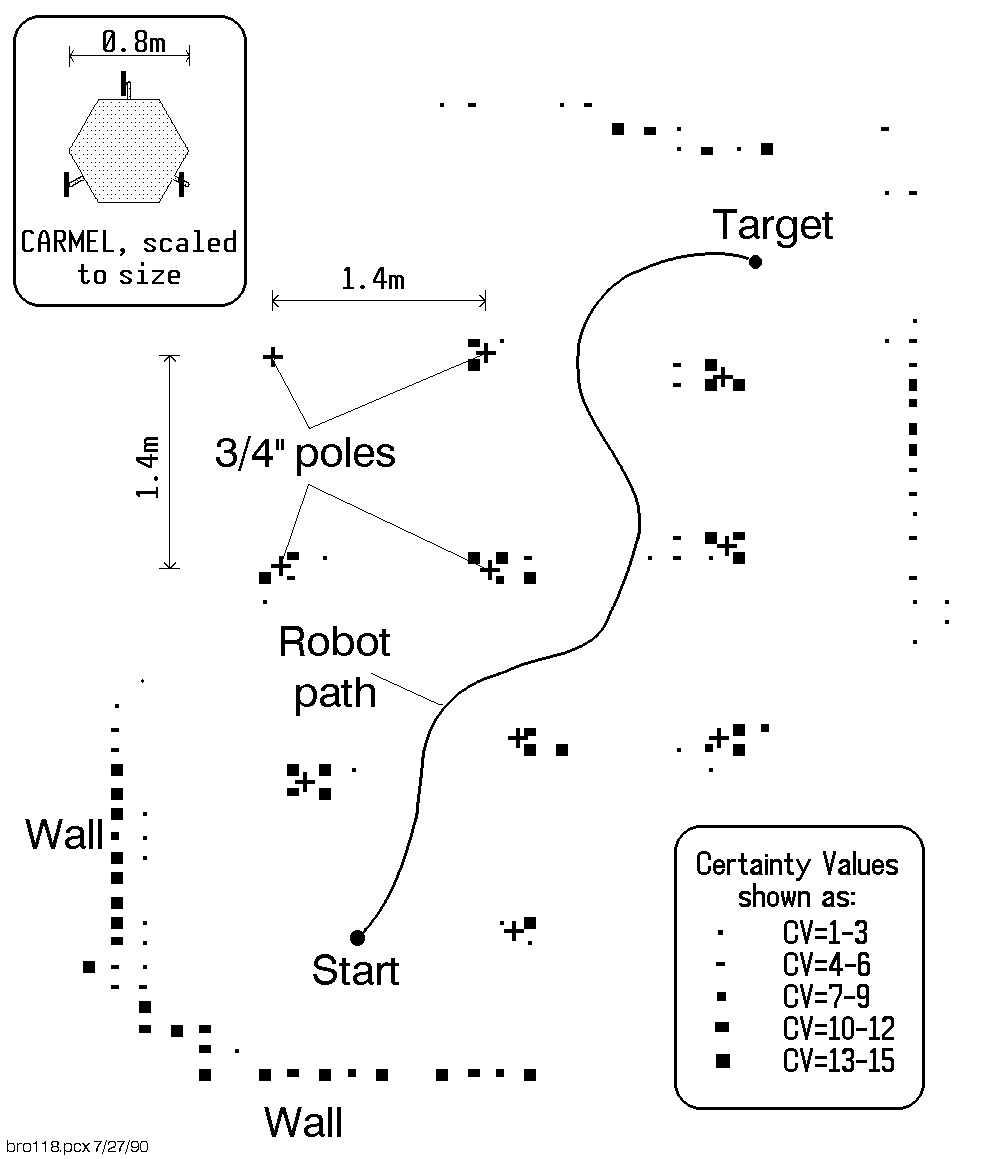 0.8m
CARMEL, scaled
to size
Target
1.4m
1.4m
3/4" poles
Robot
path
Wall
Start
Certainty Values
shown as:
CV=1-3
CV=4-6
CV=7-9
CV=10-12
CV=13-15
Wall
bro118.pcx 7/27/90